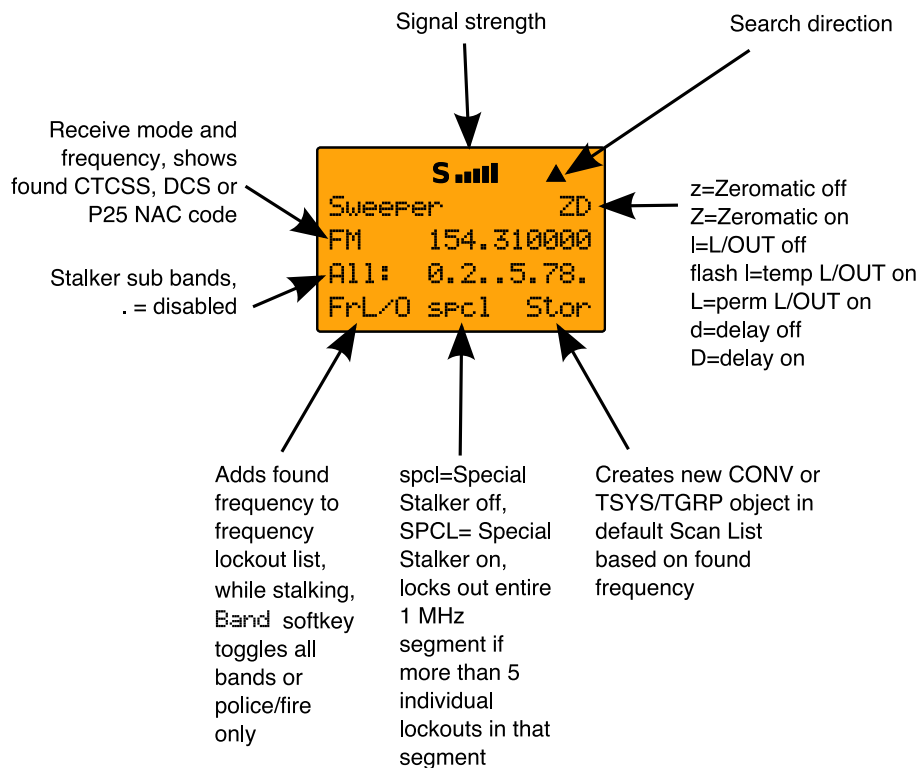 Signal strength
Search direction
Receive mode and
frequency, shows
found CTCSS, DCS or
P25 NAC code
Stalker sub bands,
. = disabled
S
Sweeper ZD
FM 154.310000
All: 0.2..5.78.
FrL/O spcl Stor
z=Zeromatic off
Z=Zeromatic on
l=L/OUT off
flash l=temp L/OUT on
L=perm L/OUT on
d=delay off
D=delay on
Adds found
frequency to
frequency
lockout list,
while stalking,
Band softkey
toggles all
bands or
police/fire
only
spcl=Special
Stalker off,
SPCL= Special
Stalker on,
locks out entire
1 MHz
segment if
more than 5
individual
lockouts in that
segment
Creates new CONV or
TSYS/TGRP object in
default Scan List
based on found
frequency